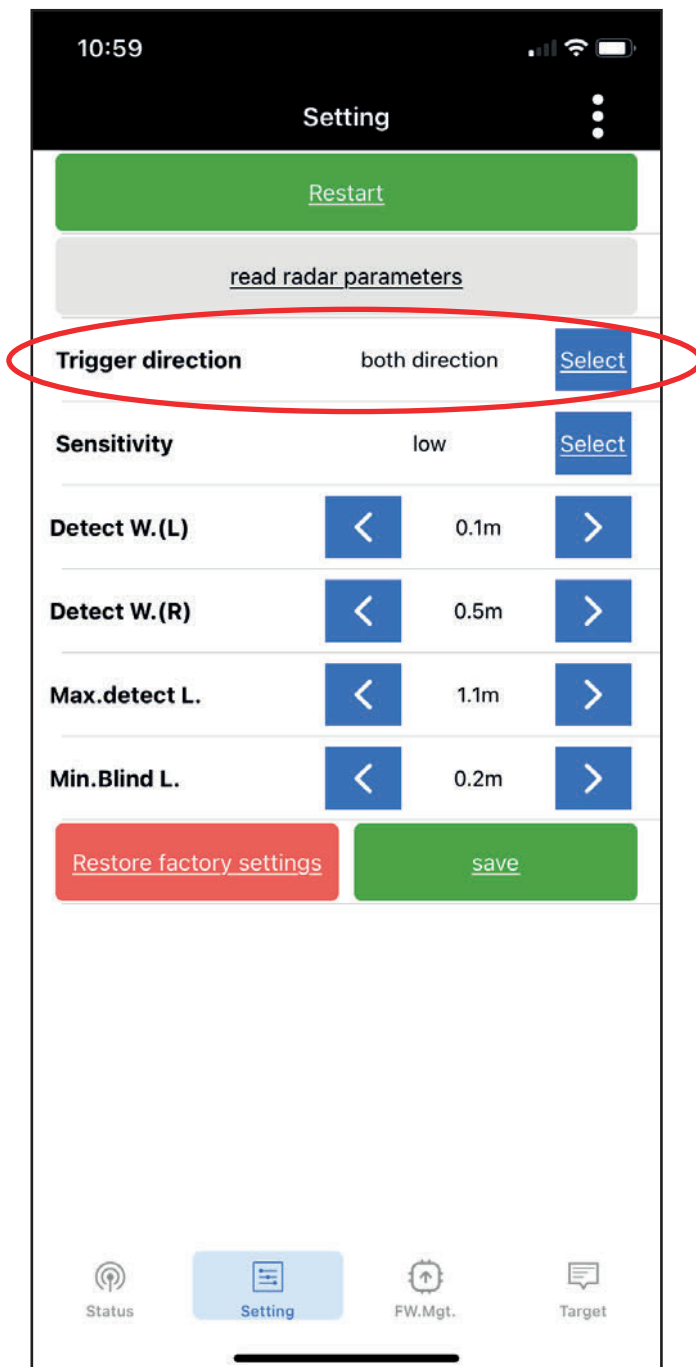 10:59
Setting
Restart
read radar parameters
Trigger direction both direction Select
Sensitivity low Select
Detect W.(L) 0.1m
Detect W.(R) 0.5m
Max.detect L. 1.1m
Min.Blind L. 0.2m
Restore factory settings save
Status Setting FW.Mgt. Target